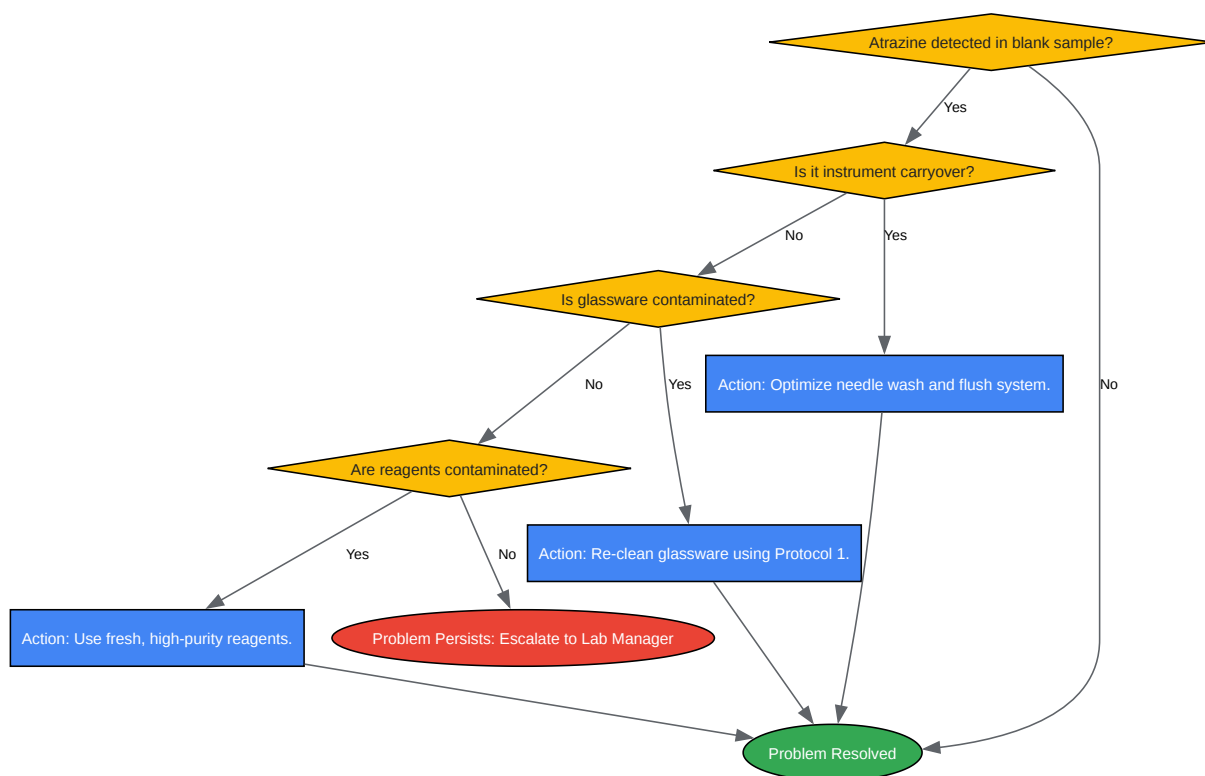 Atrazine detected in blank sample?
Yes
Is it instrument carryover?
No
Yes
Is glassware contaminated?
No
Yes
Action: Optimize needle wash and flush system.
No
Are reagents contaminated?
Yes
No
Action: Re-clean glassware using Protocol 1.
Action: Use fresh, high-purity reagents.
Problem Persists: Escalate to Lab Manager
Problem Resolved